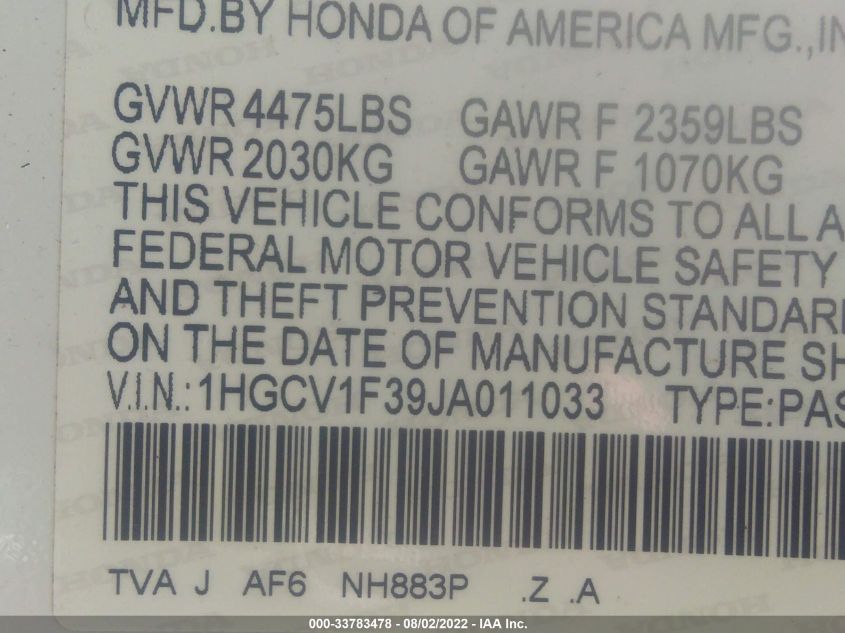 MFD.BY HONDA OF AMERICA MFG.,IN
GVWR 4475LBS GAWR F 2359LBS
GVWR 2030KG GAWR F 1070KG
THIS VEHICLE CONFORMS TO ALL A
FEDERAL MOTOR VEHICLE SAFETY
AND THEFT PREVENTION STANDARD
ON THE DATE OF MANUFACTURE SH
V.I.N.:1HGCV1F39JA011033 TYPE:PAS
TVA J AF6 NH883P .Z .A
000-33783478 - 08/02/2022 - IAA Inc.